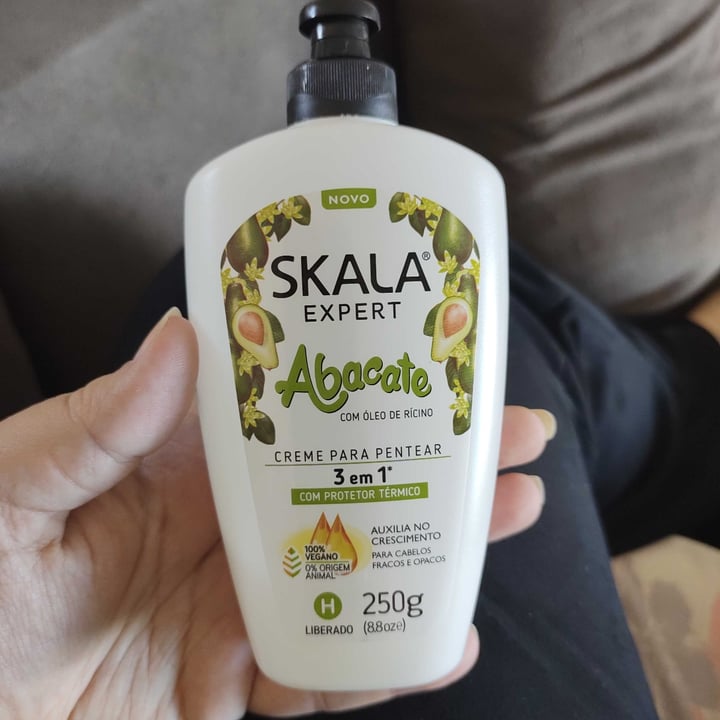 NOVO
SKALA®
EXPERT
Abacate
COM ÓLEO DE RÍCINO
CREME PARA PENTEAR
3 em 1*
COM PROTETOR TÉRMICO
100%
VEGANO
0% ORIGEM
ANIMAL
AUXILIA NO
CRESCIMENTO
PARA CABELOS
FRACOS E OPACOS
H
LIBERADO
250g
(8.8oz℮)